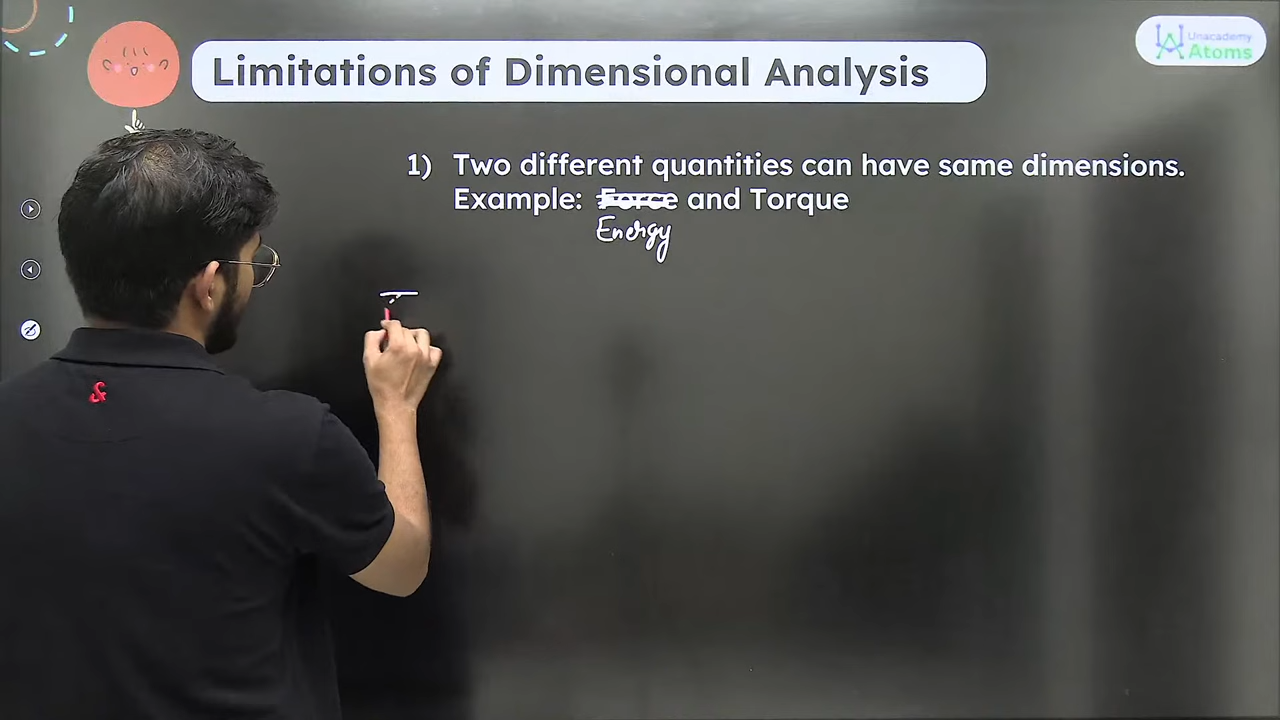 Unacademy
Atoms
Limitations of Dimensional Analysis
1) Two different quantities can have same dimensions.
Example: Force and Torque
Energy
&